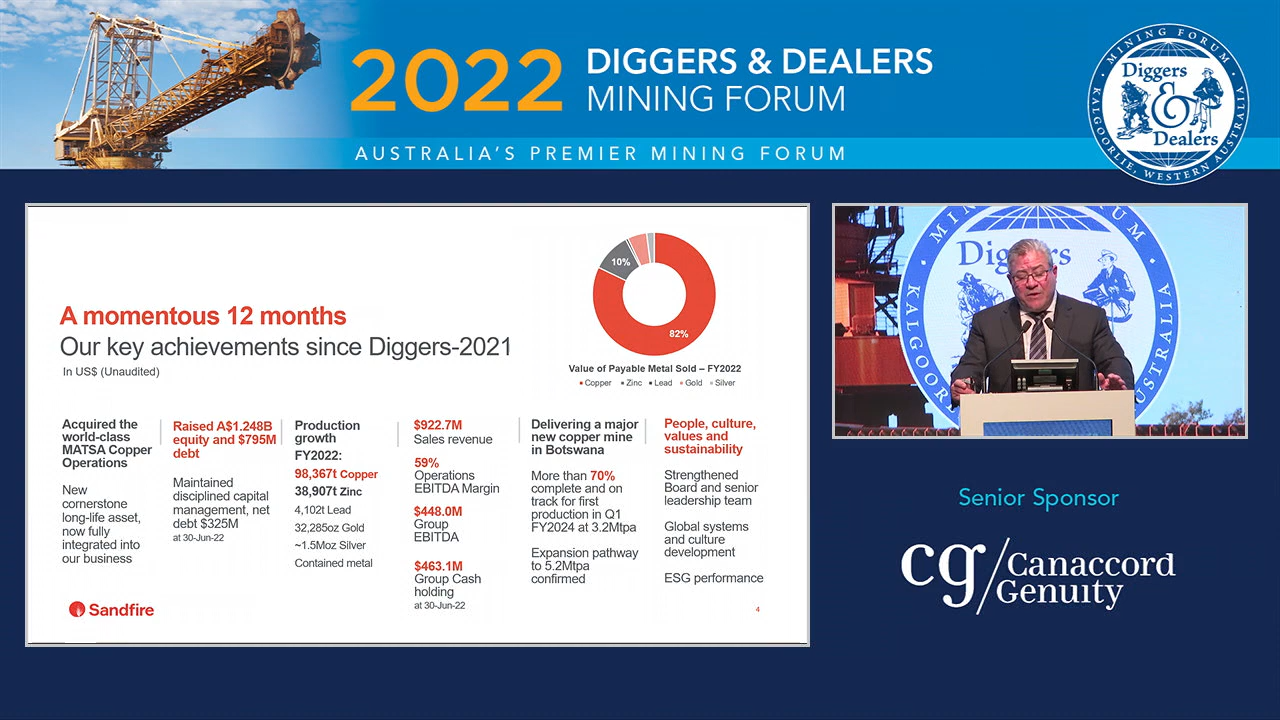 2022
DIGGERS & DEALERS
MINING FORUM
AUSTRALIA'S PREMIER MINING FORUM
MINING FORUM
Diggers
&
Dealers
KALGOORLIE, WESTERN AUSTRALIA
10%
82%
Value of Payable Metal Sold – FY2022
Copper Zinc Lead Gold Silver
A momentous 12 months
Our key achievements since Diggers-2021
In US$ (Unaudited)
Acquired the
world-class
MATSA Copper
Operations
New
cornerstone
long-life asset,
now fully
integrated into
our business
Raised A$1.248B
equity and $795M
debt
Maintained
disciplined capital
management, net
debt $325M
at 30-Jun-22
Production
growth
FY2022:
98,367t Copper
38,907t Zinc
4,102t Lead
32,285oz Gold
~1.5Moz Silver
Contained metal
$922.7M
Sales revenue
59%
Operations
EBITDA Margin
$448.0M
Group
EBITDA
$463.1M
Group Cash
holding
at 30-Jun-22
Delivering a major
new copper mine
in Botswana
More than 70%
complete and on
track for first
production in Q1
FY2024 at 3.2Mtpa
Expansion pathway
to 5.2Mtpa
confirmed
People, culture,
values and
sustainability
Strengthened
Board and senior
leadership team
Global systems
and culture
development
ESG performance
Sandfire
4
Senior Sponsor
cg/Canaccord
Genuity